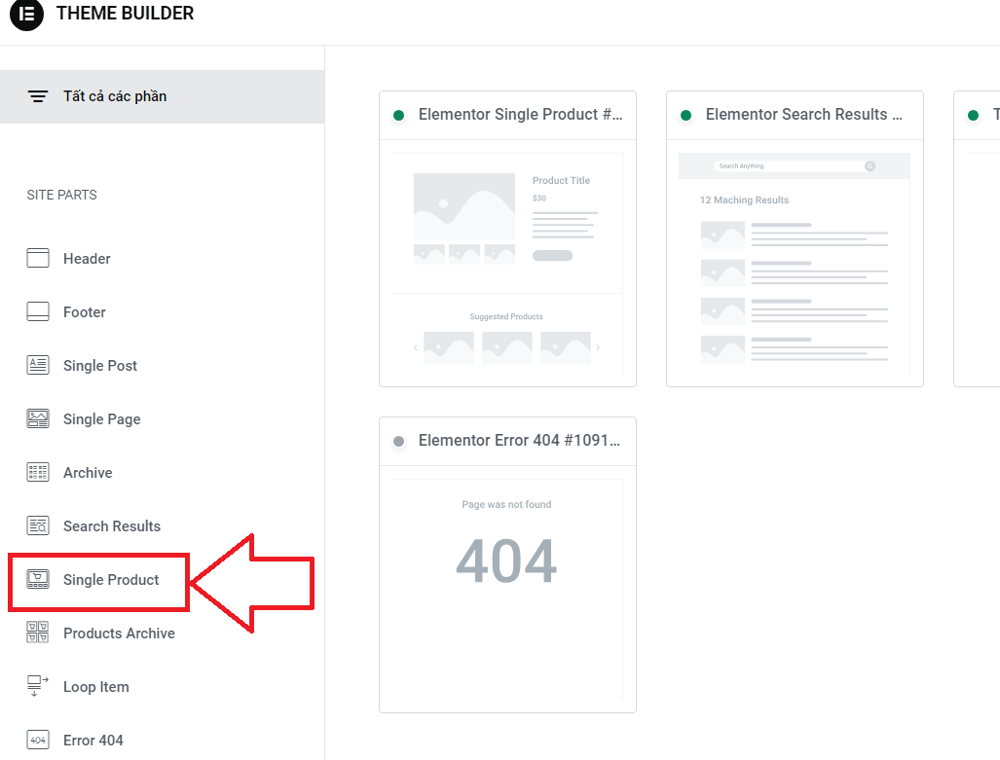 THEME BUILDER
Tất cả các phần
SITE PARTS
Header
Footer
Single Post
Single Page
Archive
Search Results
Single Product
Products Archive
Loop Item
404
Error 404
Elementor Single Product #...
Product Title
$30
Suggested Products
Elementor Search Results ...
Search Anything
12 Maching Results
T
Elementor Error 404 #1091...
Page was not found
404